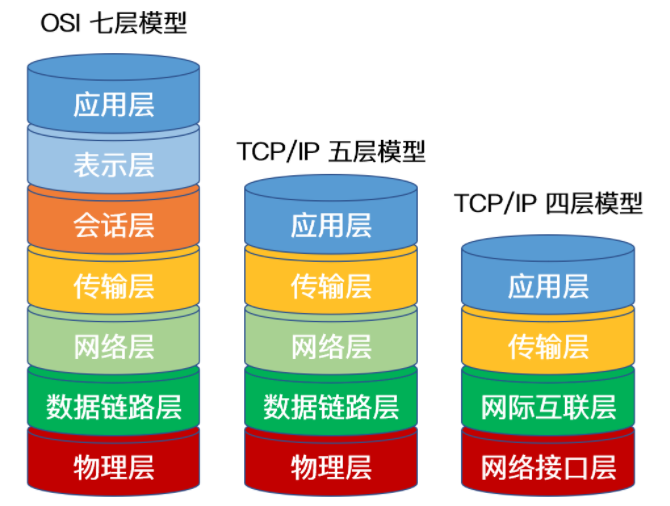 OSI 七层模型
应用层
表示层
会话层
传输层
网络层
数据链路层
物理层
TCP/IP 五层模型
应用层
传输层
网络层
数据链路层
物理层
TCP/IP 四层模型
应用层
传输层
网际互联层
网络接口层